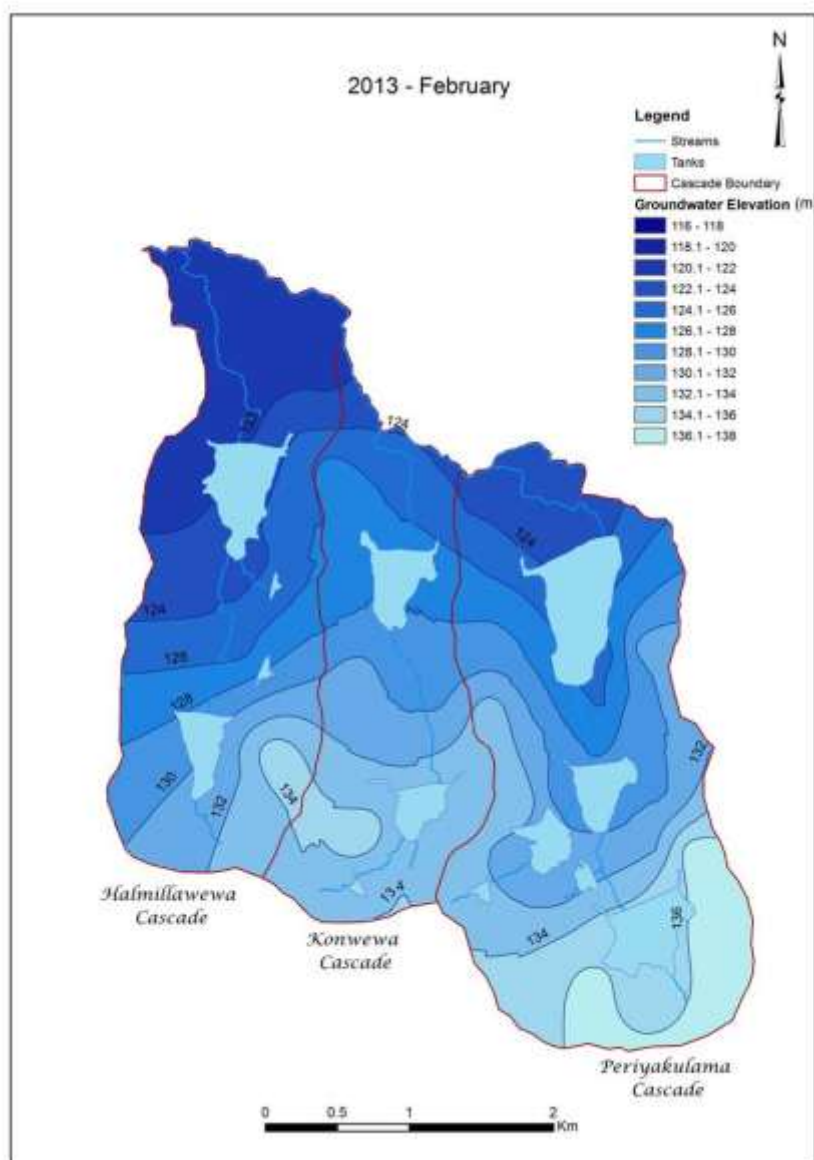 2013 - February
N
Legend
Streams
Tanks
Cascade Boundary
Groundwater Elevation (m
116 - 118
118.1 - 120
120.1 - 122
122.1 - 124
124.1 - 126
126.1 - 128
128.1 - 130
130.1 - 132
132.1 - 134
134.1 - 136
136.1 - 138
124
124
124
126
128
130
132
134
132
134
134
136
Halmillawewa
Cascade
Konwewa
Cascade
Periyakulama
Cascade
0 0.5 1 2
Km